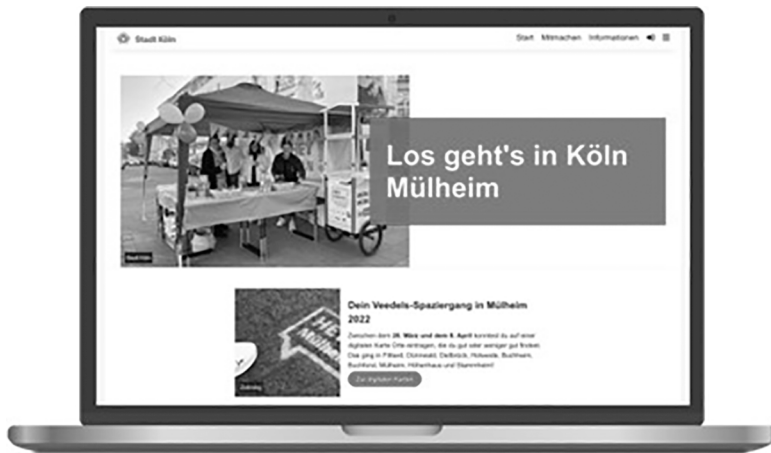 Stadt Köln
Start Mitmachen Informationen
Los geht's in Köln
Mülheim
Stadt Köln
Dein Veedels-Spaziergang in Mülheim
2022
Zwischen dem 26. März und dem 8. April konntest du auf einer
digitalen Karte Orte eintragen, die du gut oder weniger gut findest.
Das ging in Flittard, Dünnwald, Dellbrück, Holweide, Buchheim,
Buchforst, Mülheim, Höhenhaus und Stammheim!
Zur digitalen Karte